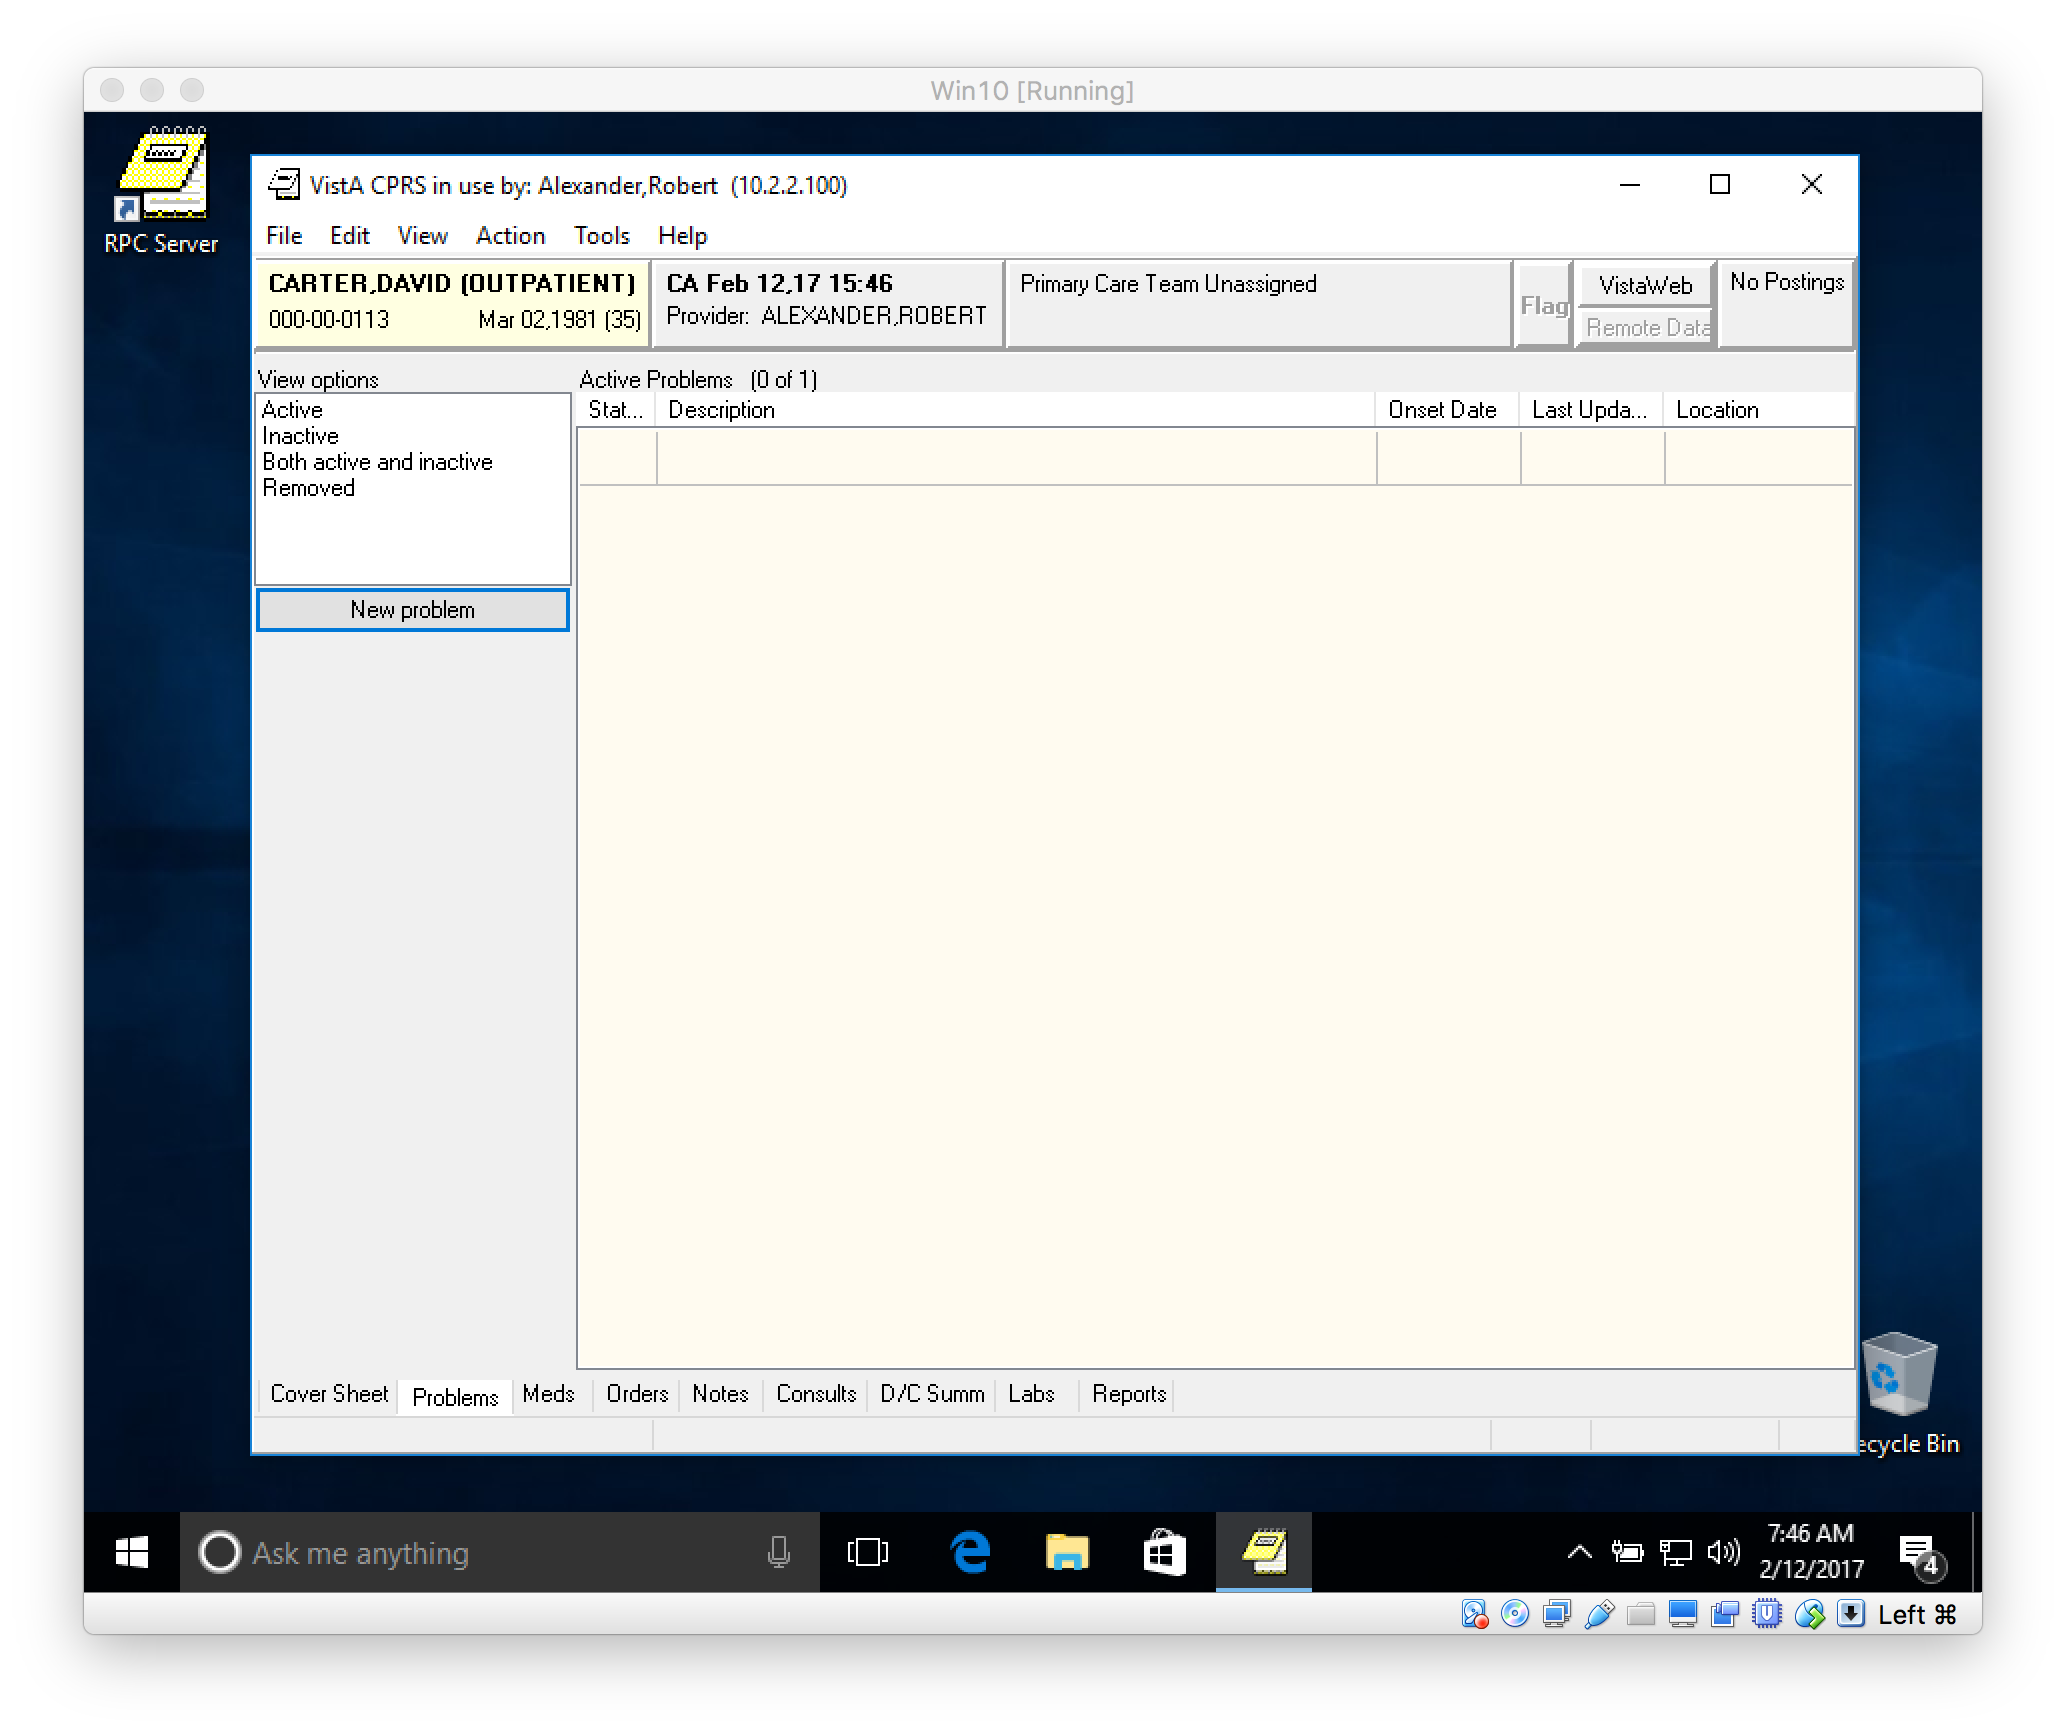 Win10 [Running]
RPC Server
VistA CPRS in use by: Alexander,Robert (10.2.2.100)
File Edit View Action Tools Help
CARTER,DAVID (OUTPATIENT)
000-00-0113 Mar 02,1981 (35)
CA Feb 12,17 15:46
Provider: ALEXANDER,ROBERT
Primary Care Team Unassigned
Flag
VistaWeb
Remote Data
No Postings
View options
Active
Inactive
Both active and inactive
Removed
New problem
Active Problems (0 of 1)
Stat... Description Onset Date Last Upda... Location
Cover Sheet Problems Meds Orders Notes Consults D/C Summ Labs Reports
ecycle Bin
Ask me anything
7:46 AM
2/12/2017
4
Left ⌘